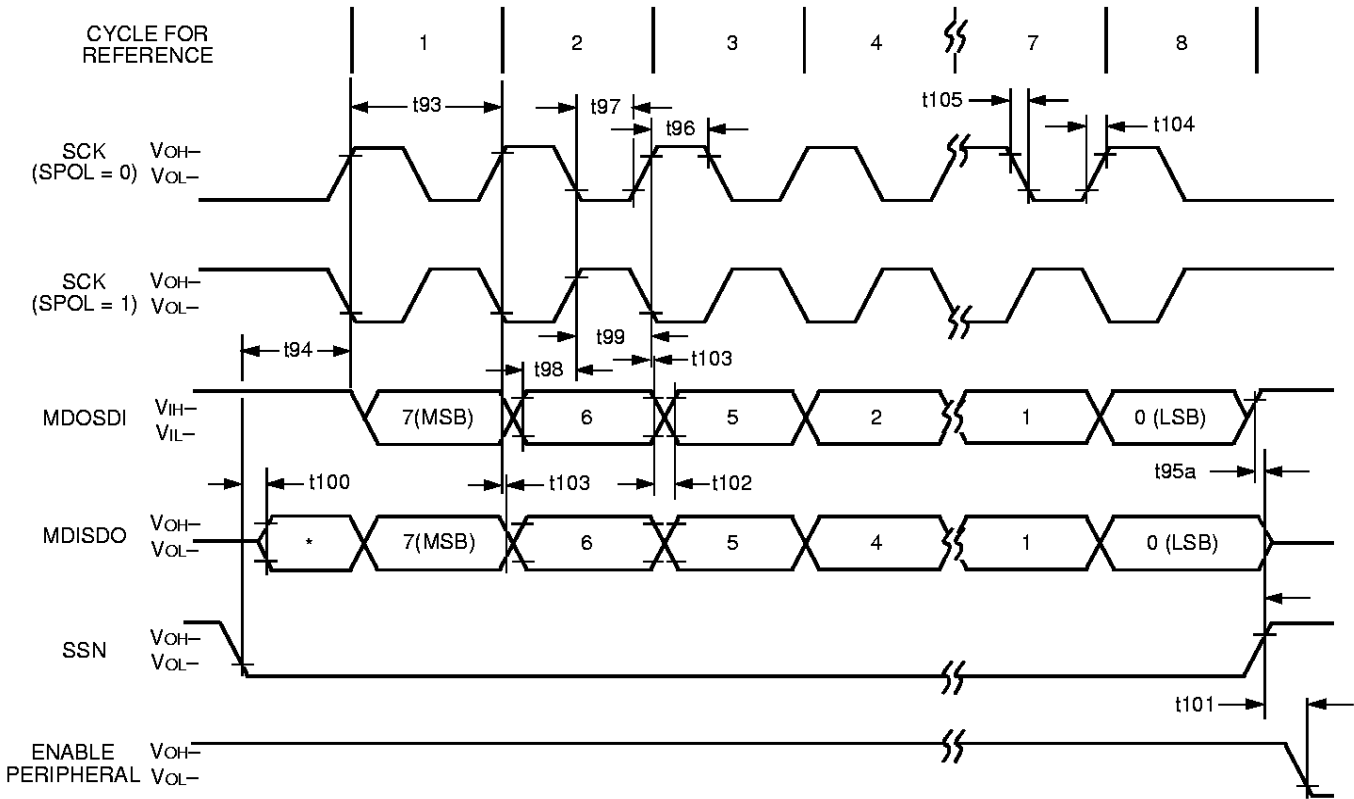 CYCLE FOR
REFERENCE
1
2
3
4
7
8
t93
t97
t96
t105
t104
SCK
(SPOL = 0)
VOH–
VOL–
SCK
(SPOL = 1)
VOH–
VOL–
t99
t94
t98
t103
MDOSDI
VIH–
VIL–
7(MSB)
6
5
2
1
0 (LSB)
t100
t103
t102
t95a
MDISDO
VOH–
VOL–
*
7(MSB)
6
5
4
1
0 (LSB)
SSN
VOH–
VOL–
t101
ENABLE
PERIPHERAL
VOH–
VOL–